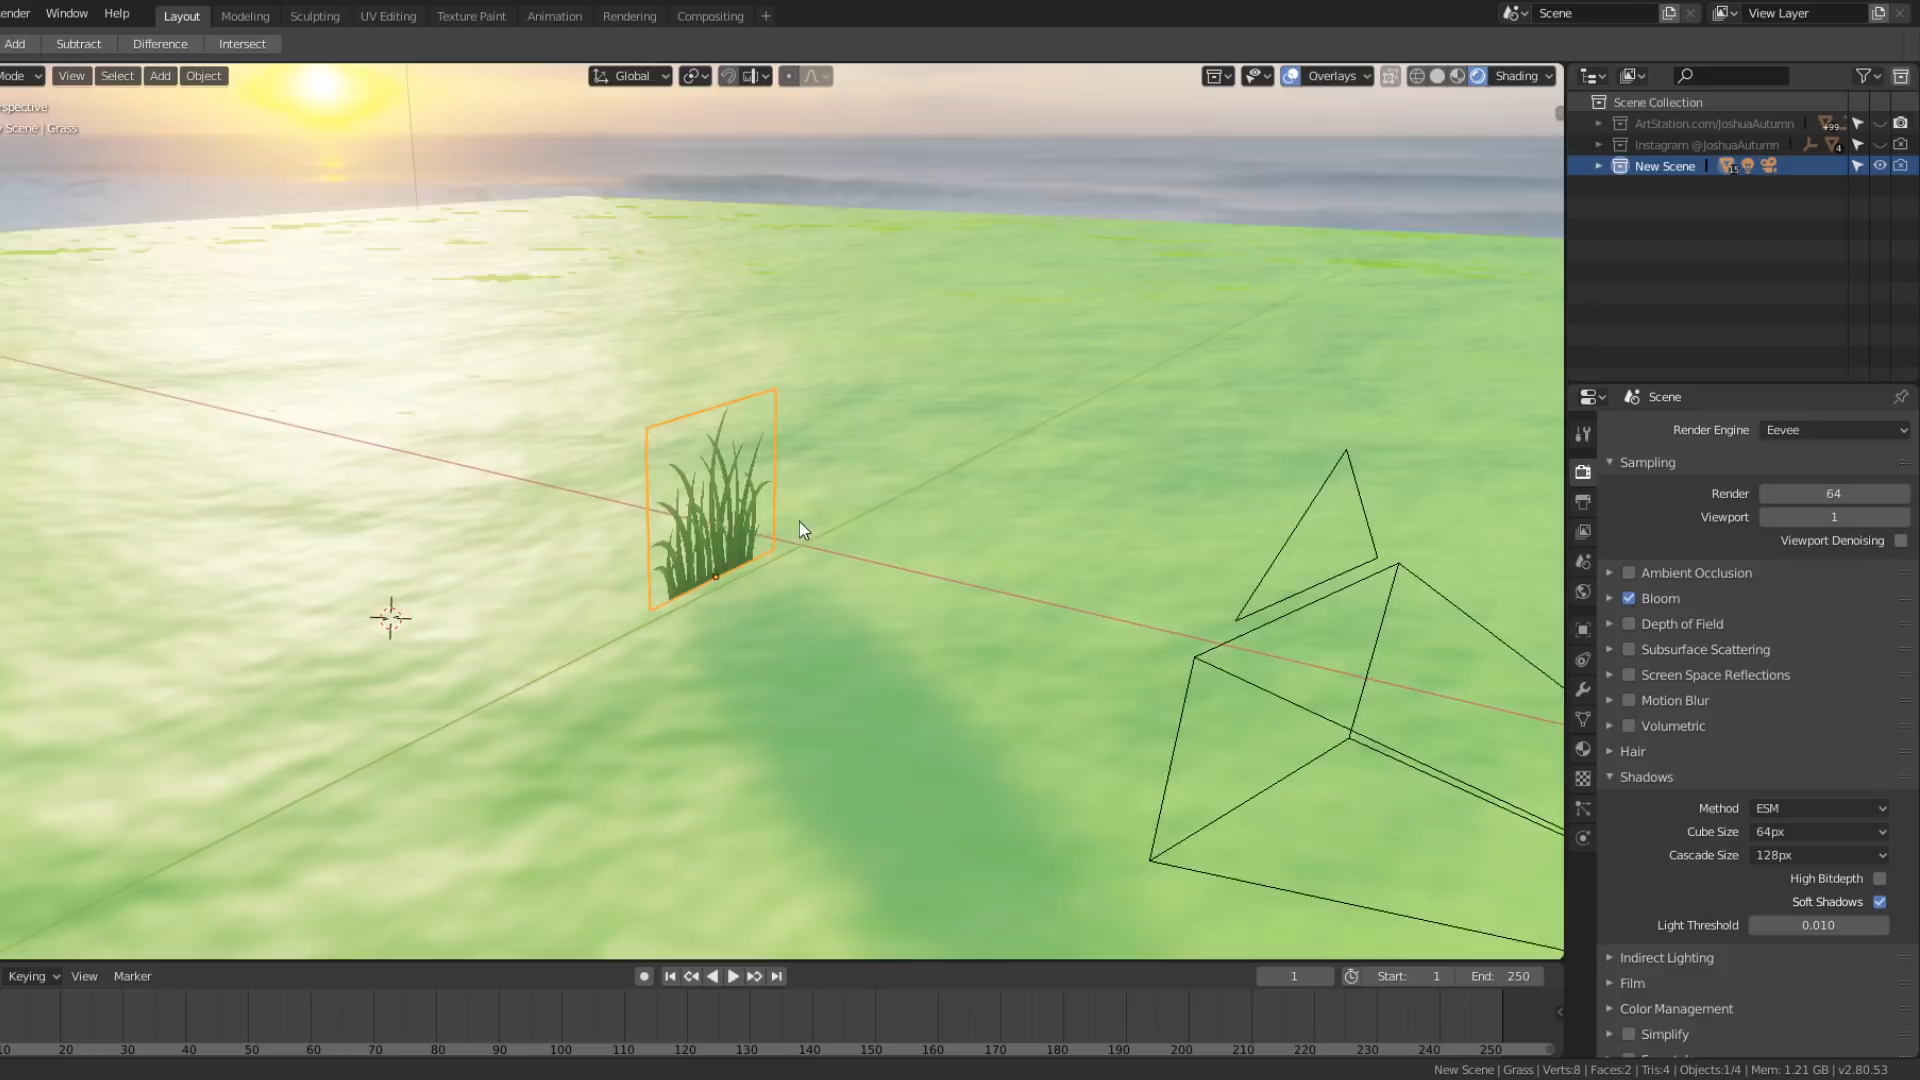 ender Window Help Layout Modeling Sculpting UV Editing Texture Paint Animation Rendering Compositing + Scene View Layer
Add Subtract Difference Intersect
Mode View Select Add Object Global Overlays Shading
rspective
Scene | Grass
Scene Collection
ArtStation.com/JoshuaAutumn +99
Instagram @JoshuaAutumn 4
New Scene 15
Scene
Render Engine Eevee
Sampling
Render 64
Viewport 1
Viewport Denoising
Ambient Occlusion
Bloom
Depth of Field
Subsurface Scattering
Screen Space Reflections
Motion Blur
Volumetric
Hair
Shadows
Method ESM
Cube Size 64px
Cascade Size 128px
High Bitdepth
Soft Shadows
Light Threshold 0.010
Indirect Lighting
Film
Color Management
Simplify
Keying View Marker 1 Start: 1 End: 250
10 20 30 40 50 60 70 80 90 100 110 120 130 140 150 160 170 180 190 200 210 220 230 240 250
New Scene | Grass | Verts:8 | Faces:2 | Tris:4 | Objects:1/4 | Mem: 1.21 GB | v2.80.53